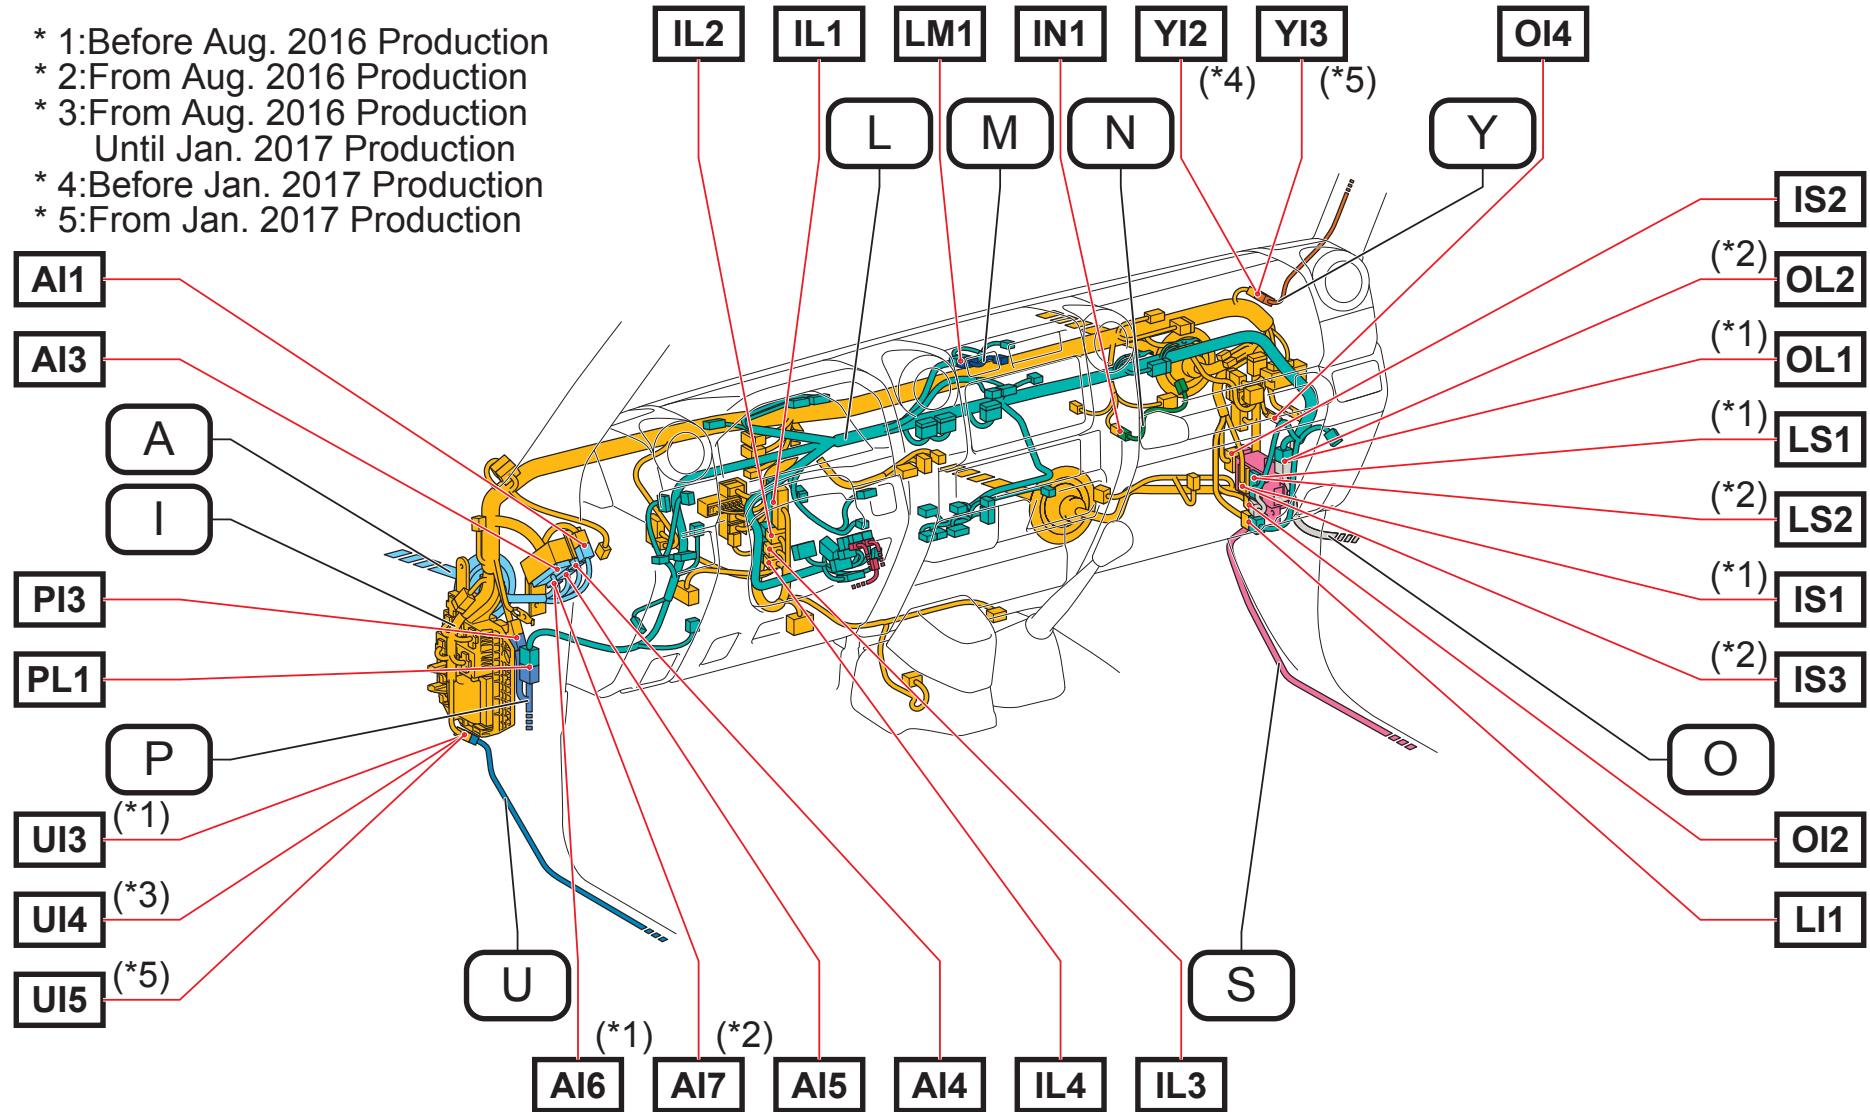 * 1:Before Aug. 2016 Production
* 2:From Aug. 2016 Production
* 3:From Aug. 2016 Production
Until Jan. 2017 Production
* 4:Before Jan. 2017 Production
* 5:From Jan. 2017 Production
IL2
IL1
LM1
IN1
YI2
(*4)
YI3
(*5)
OI4
L
M
N
Y
AI1
AI3
A
I
PI3
PL1
P
UI3
(*1)
UI4
(*3)
UI5
(*5)
IS2
(*2)
OL2
(*1)
OL1
(*1)
LS1
(*2)
LS2
(*1)
IS1
(*2)
IS3
O
OI2
LI1
U
S
(*1)
AI6
(*2)
AI7
AI5
AI4
IL4
IL3